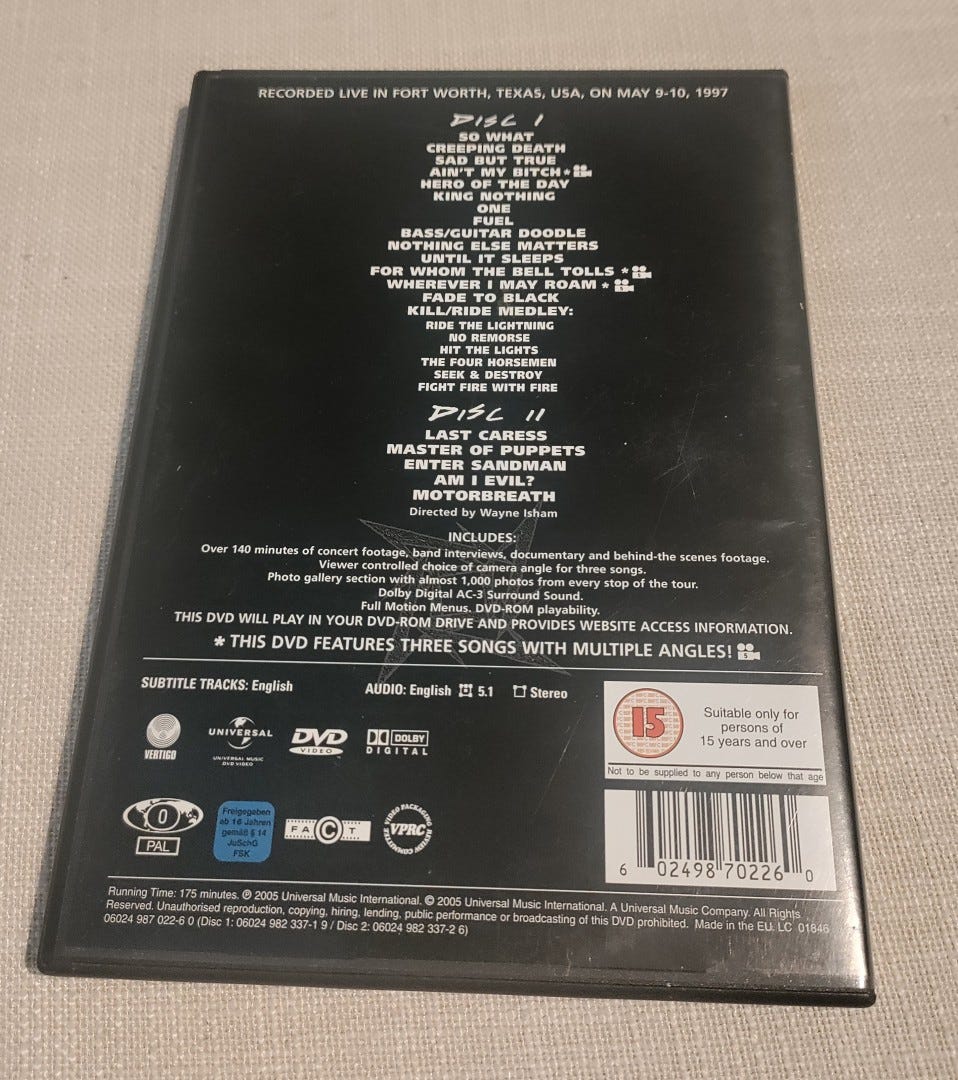 RECORDED LIVE IN FORT WORTH, TEXAS, USA, ON MAY 9-10, 1997
DISC I
SO WHAT
CREEPING DEATH
SAD BUT TRUE
AIN'T MY BITCH*
HERO OF THE DAY
KING NOTHING
ONE
FUEL
BASS/GUITAR DOODLE
NOTHING ELSE MATTERS
UNTIL IT SLEEPS
FOR WHOM THE BELL TOLLS *
WHEREVER I MAY ROAM *
FADE TO BLACK
KILL/RIDE MEDLEY:
RIDE THE LIGHTNING
NO REMORSE
HIT THE LIGHTS
THE FOUR HORSEMEN
SEEK & DESTROY
FIGHT FIRE WITH FIRE
DISC II
LAST CARESS
MASTER OF PUPPETS
ENTER SANDMAN
AM I EVIL?
MOTORBREATH
Directed by Wayne Isham
INCLUDES:
Over 140 minutes of concert footage, band interviews, documentary and behind-the scenes footage.
Viewer controlled choice of camera angle for three songs.
Photo gallery section with almost 1,000 photos from every stop of the tour.
Dolby Digital AC-3 Surround Sound.
Full Motion Menus. DVD-ROM playability.
THIS DVD WILL PLAY IN YOUR DVD-ROM DRIVE AND PROVIDES WEBSITE ACCESS INFORMATION.
* THIS DVD FEATURES THREE SONGS WITH MULTIPLE ANGLES! 5
SUBTITLE TRACKS: English
AUDIO: English 5.1 Stereo
VERTIGO
UNIVERSAL
UNIVERSAL MUSIC
DVD VIDEO
DVD
VIDEO
DOLBY
DIGITAL
15
Suitable only for
persons of
15 years and over
Not to be supplied to any person below that age
0
PAL
Freigegeben
ab 16 Jahren
gemäß § 14
JuSchG
FSK
FACT
VIDEO PACKAGING REVIEW COMMITTEE
VPRC
6 02498 70226 0
Running Time: 175 minutes. ℗ 2005 Universal Music International. © 2005 Universal Music International. A Universal Music Company. All Rights
Reserved. Unauthorised reproduction, copying, hiring, lending, public performance or broadcasting of this DVD prohibited. Made in the EU. LC 01846
06024 987 022-6 0 (Disc 1: 06024 982 337-1 9 / Disc 2: 06024 982 337-2 6)